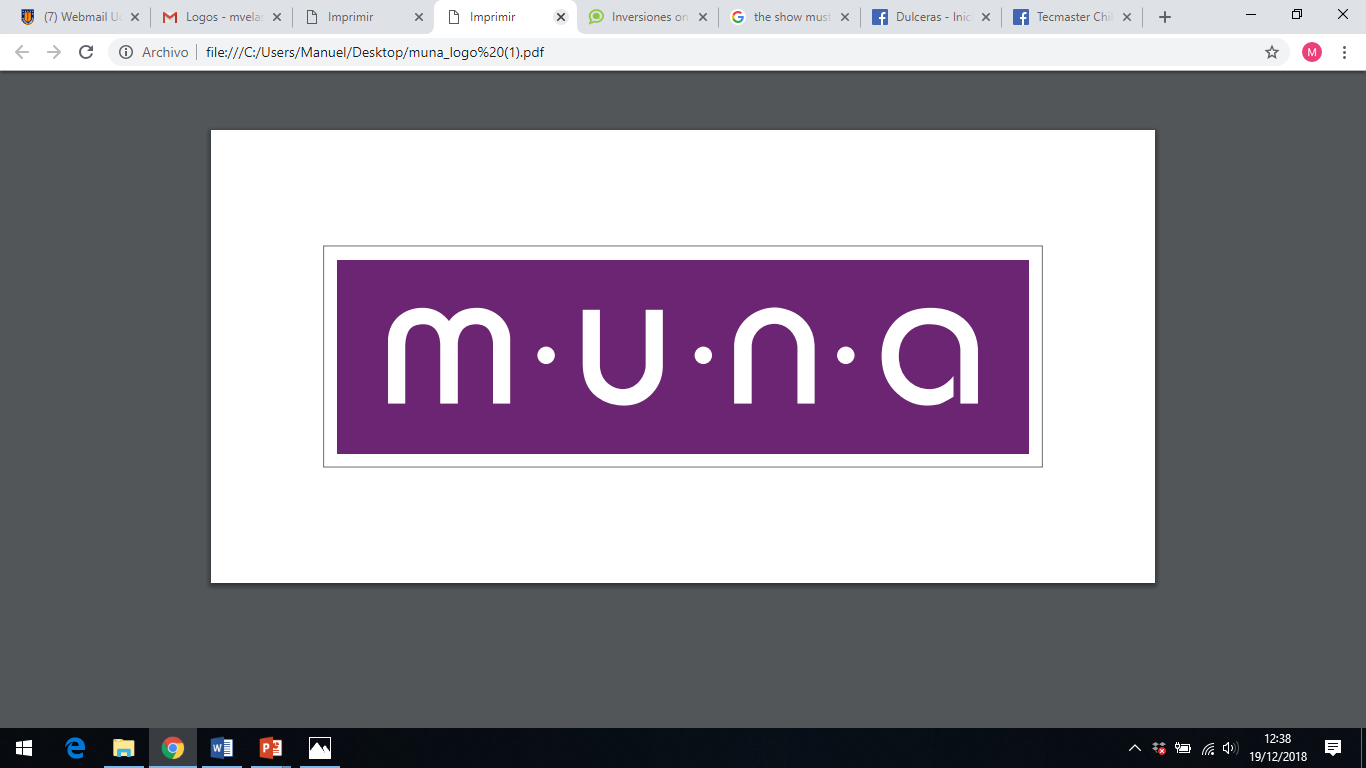 (7) Webmail Uc
Logos - mvela
Imprimir
Imprimir
Inversiones on
the show must
Dulceras - Inic
Tecmaster Chil
Archivo
file:///C:/Users/Manuel/Desktop/muna_logo%20(1).pdf
M
m·u·n·a
12:38
19/12/2018